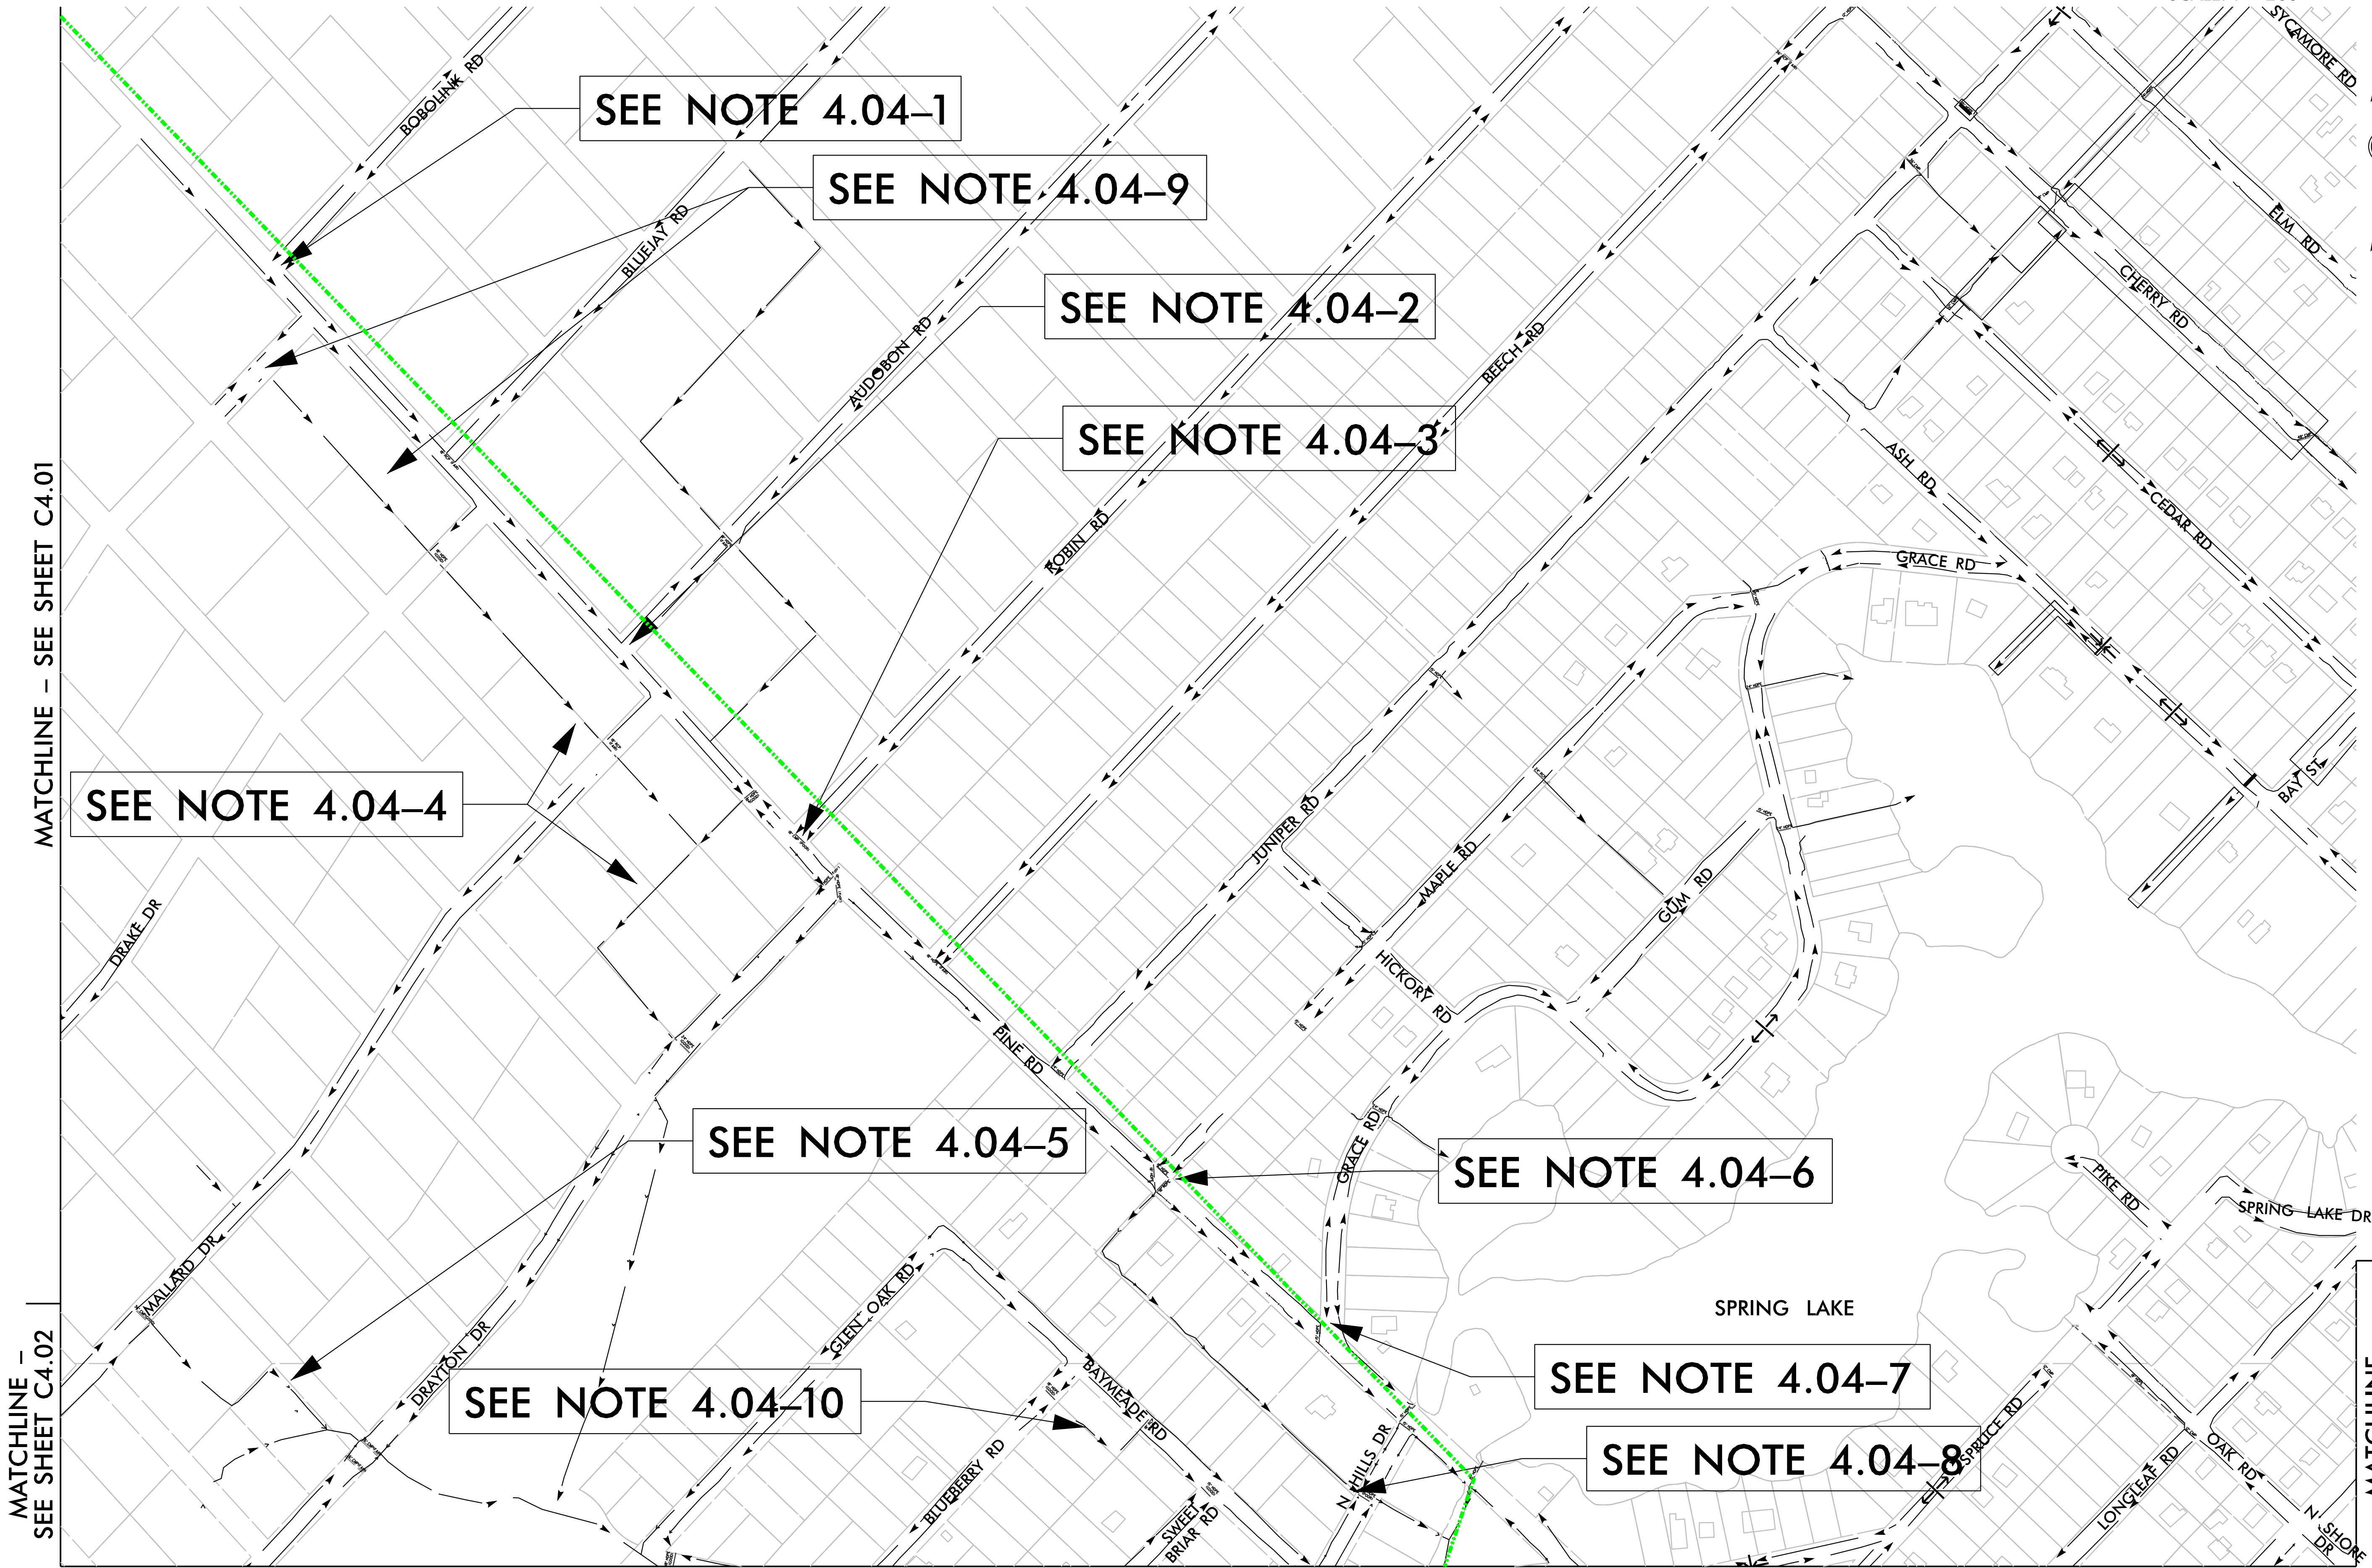 SYCAMORE RD
BOBOLINK RD
SEE NOTE 4.04–1
SEE NOTE 4.04–9
BLUEJAY RD
ELM RD
CHERRY RD
SEE NOTE 4.04–2
AUDOBON RD
BEECH RD
SEE NOTE 4.04–3
ASH RD
CEDAR RD
ROBIN RD
GRACE RD
MATCHLINE – SEE SHEET C4.01
SEE NOTE 4.04–4
BAY ST
JUNIPER RD
MAPLE RD
GUM RD
DRAKE DR
HICKORY RD
PINE RD
SEE NOTE 4.04–5
GRACE RD
SEE NOTE 4.04–6
PIKE RD
SPRING LAKE DR
MALLARD DR
GLEN OAK RD
SPRING LAKE
DRAYTON DR
SEE NOTE 4.04–7
SEE NOTE 4.04–10
BAYMEADE RD
MATCHLINE –
SEE SHEET C4.02
N HILLS DR
SEE NOTE 4.04–8
SPRUCE RD
OAK RD
LONGLEAF RD
BLUEBERRY RD
SWEET
BRIAR RD
N SHORE
DR
MATCHLINE